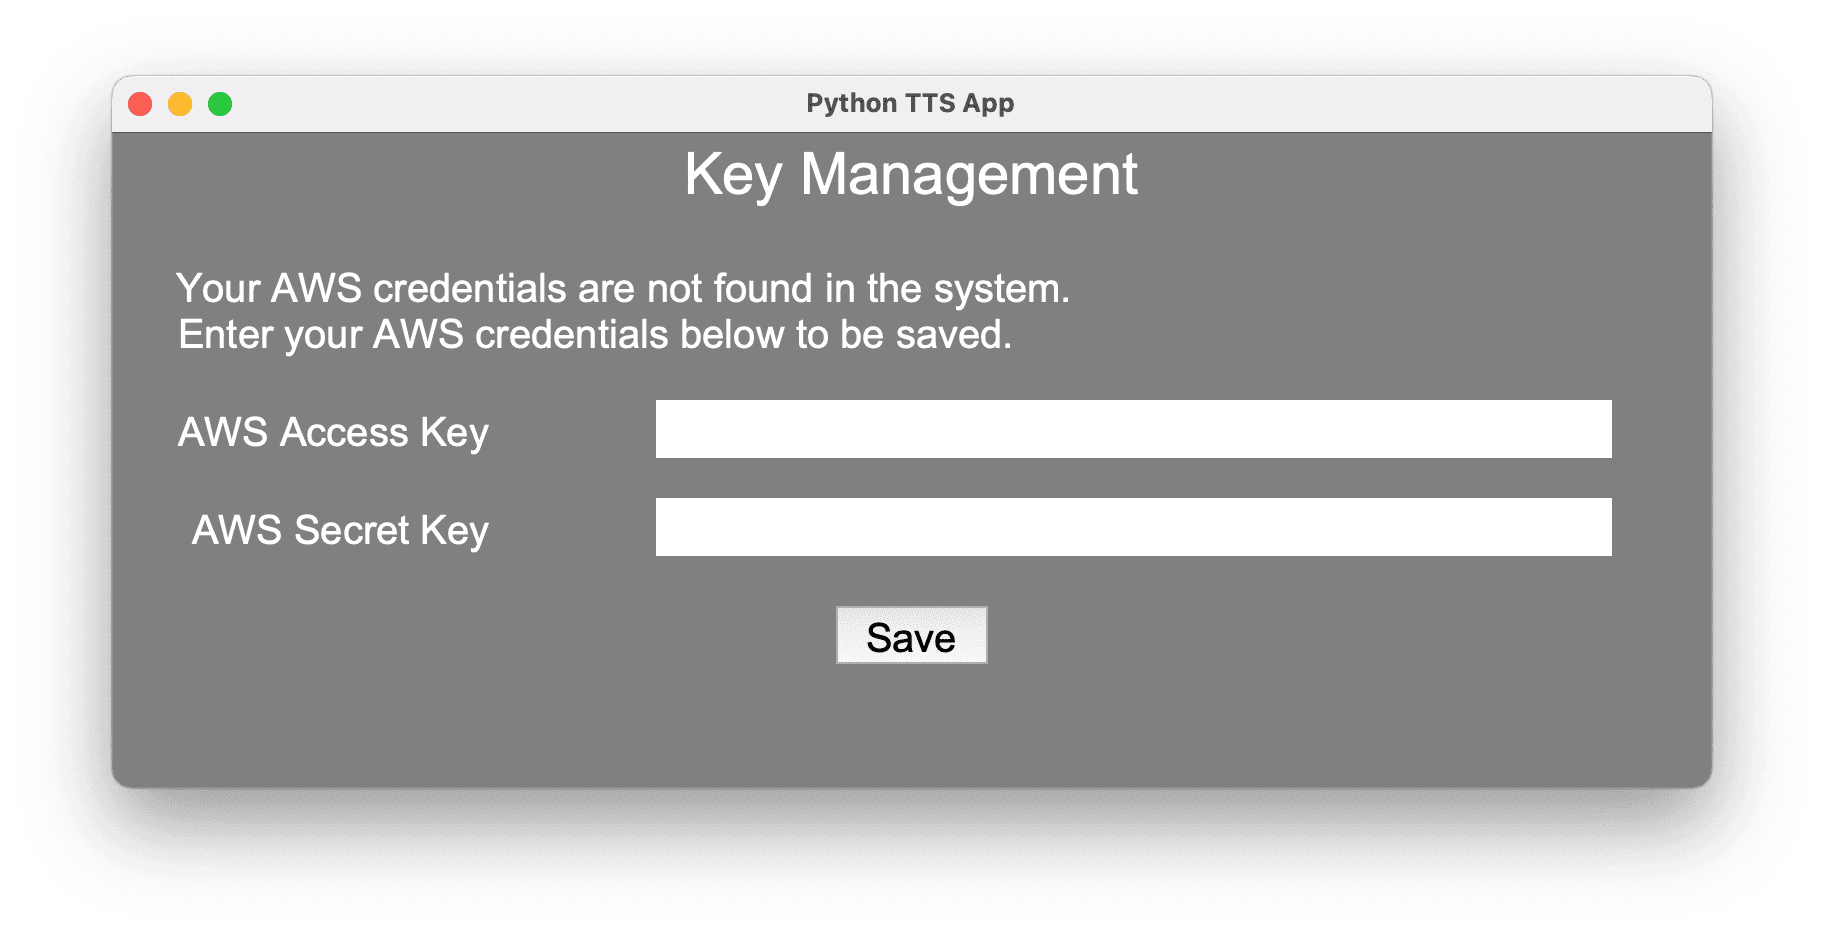 Python TTS App
Key Management
Your AWS credentials are not found in the system.
Enter your AWS credentials below to be saved.
AWS Access Key
AWS Secret Key
Save